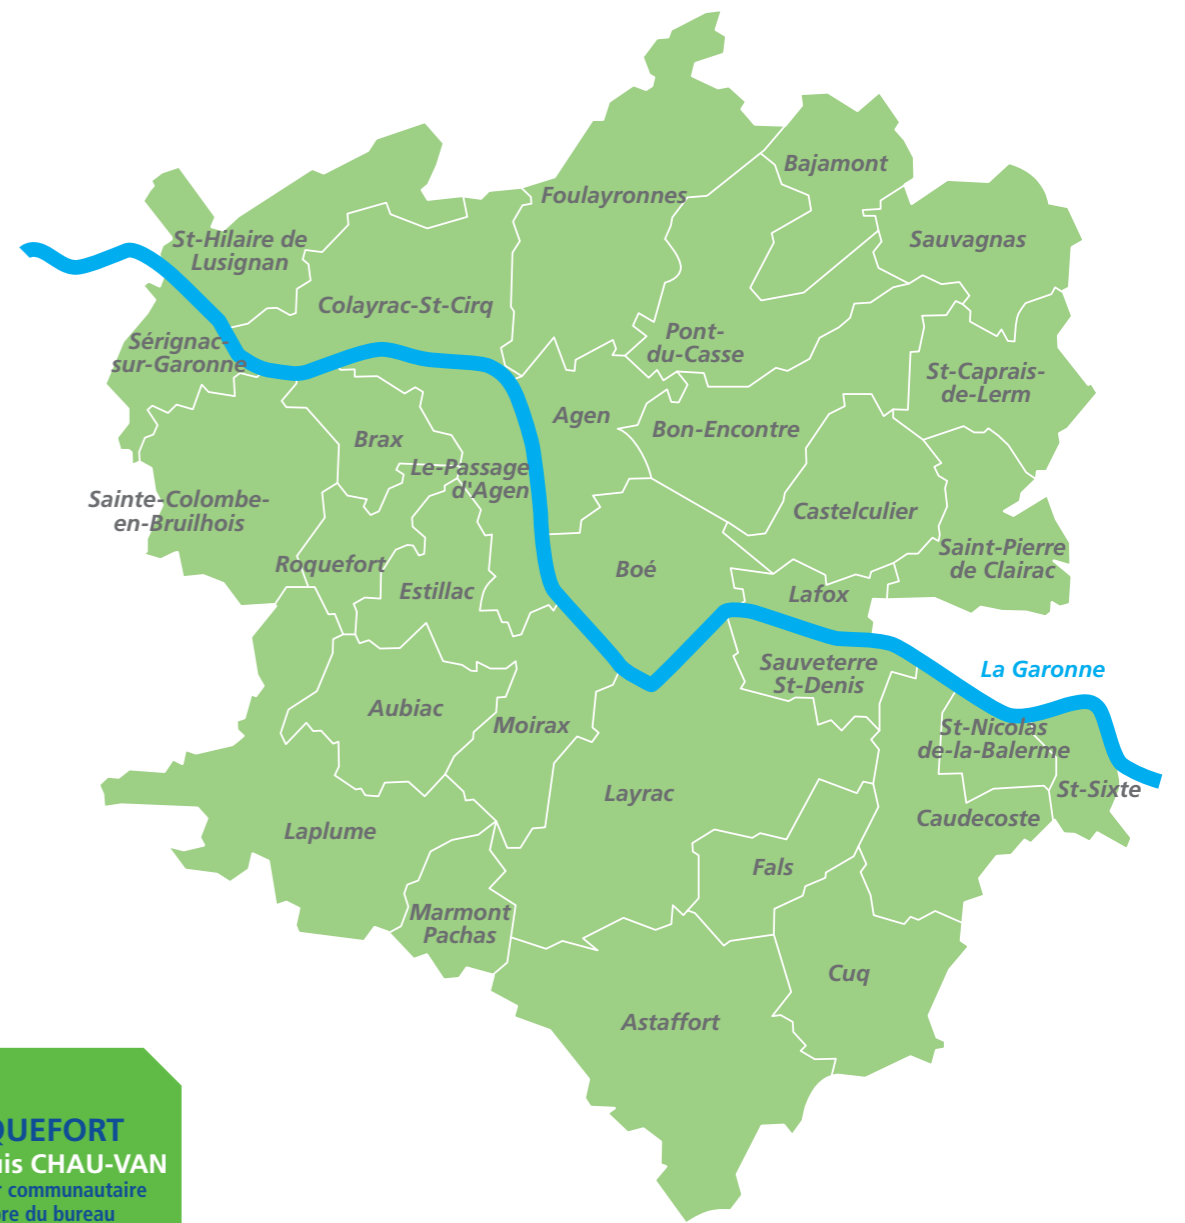 Bajamont
Foulayronnes
St-Hilaire de
Lusignan
Sauvagnas
Colayrac-St-Cirq
Sérignac-
sur-Garonne
Pont-
du-Casse
St-Caprais-
de-Lerm
Agen
Bon-Encontre
Brax
Le-Passage
d'Agen
Sainte-Colombe-
en-Bruilhois
Castelculier
Saint-Pierre
de Clairac
Roquefort
Boé
Estillac
Lafox
Sauveterre
St-Denis
La Garonne
Aubiac
Moirax
St-Nicolas
de-la-Balerme
St-Sixte
Layrac
Caudecoste
Laplume
Fals
Marmont
Pachas
Cuq
Astaffort
QUEFORT
uis CHAU-VAN
r communautaire
bre du bureau